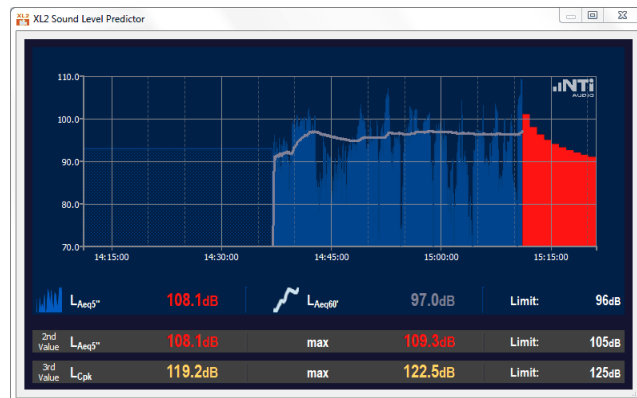 XL2 Sound Level Predictor
110.0
NTi
AUDIO
100.0
90.0
80.0
70.0
14:15:00 14:30:00 14:45:00 15:00:00 15:15:00
LAeq5" 108.1dB LAeq60' 97.0dB Limit: 96dB
2nd Value LAeq5" 108.1dB max 109.3dB Limit: 105dB
3rd Value LCpk 119.2dB max 122.5dB Limit: 125dB